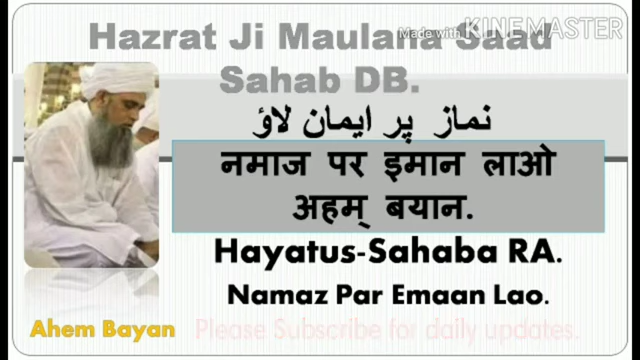 Hazrat Ji Maulana Saad
Made with KINEMASTER
Sahab DB.
نماز پر ایمان لاؤ
नमाज पर इमान लाओ
अहम् बयान.
Hayatus-Sahaba RA.
Namaz Par Emaan Lao.
Ahem Bayan Please Subscribe for daily updates.